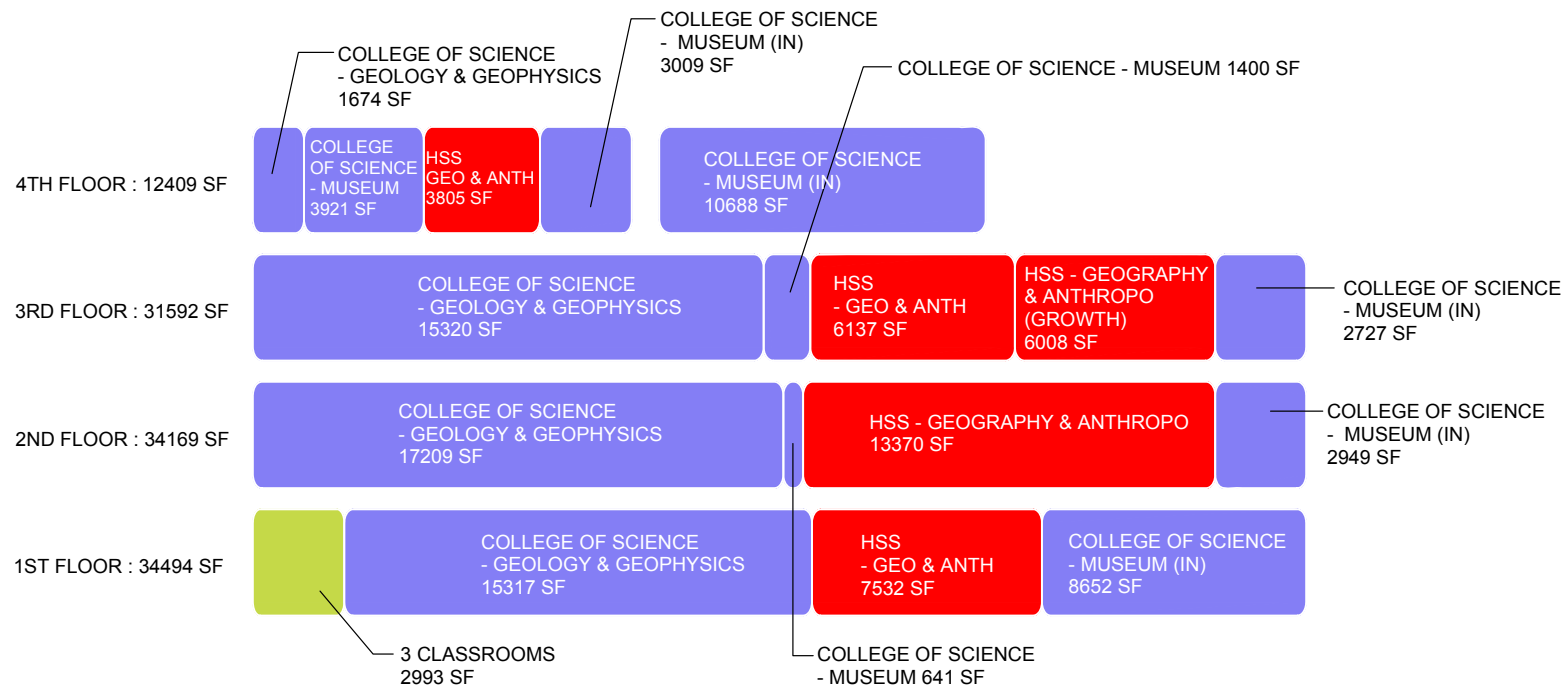 COLLEGE OF SCIENCE
- MUSEUM (IN)
3009 SF
COLLEGE OF SCIENCE
- GEOLOGY & GEOPHYSICS
1674 SF
COLLEGE OF SCIENCE - MUSEUM 1400 SF
4TH FLOOR : 12409 SF
COLLEGE
OF SCIENCE
- MUSEUM
3921 SF
HSS
GEO & ANTH
3805 SF
COLLEGE OF SCIENCE
- MUSEUM (IN)
10688 SF
3RD FLOOR : 31592 SF
COLLEGE OF SCIENCE
- GEOLOGY & GEOPHYSICS
15320 SF
HSS
- GEO & ANTH
6137 SF
HSS - GEOGRAPHY
& ANTHROPO
(GROWTH)
6008 SF
COLLEGE OF SCIENCE
- MUSEUM (IN)
2727 SF
2ND FLOOR : 34169 SF
COLLEGE OF SCIENCE
- GEOLOGY & GEOPHYSICS
17209 SF
HSS - GEOGRAPHY & ANTHROPO
13370 SF
COLLEGE OF SCIENCE
- MUSEUM (IN)
2949 SF
1ST FLOOR : 34494 SF
COLLEGE OF SCIENCE
- GEOLOGY & GEOPHYSICS
15317 SF
HSS
- GEO & ANTH
7532 SF
COLLEGE OF SCIENCE
- MUSEUM (IN)
8652 SF
3 CLASSROOMS
2993 SF
COLLEGE OF SCIENCE
- MUSEUM 641 SF